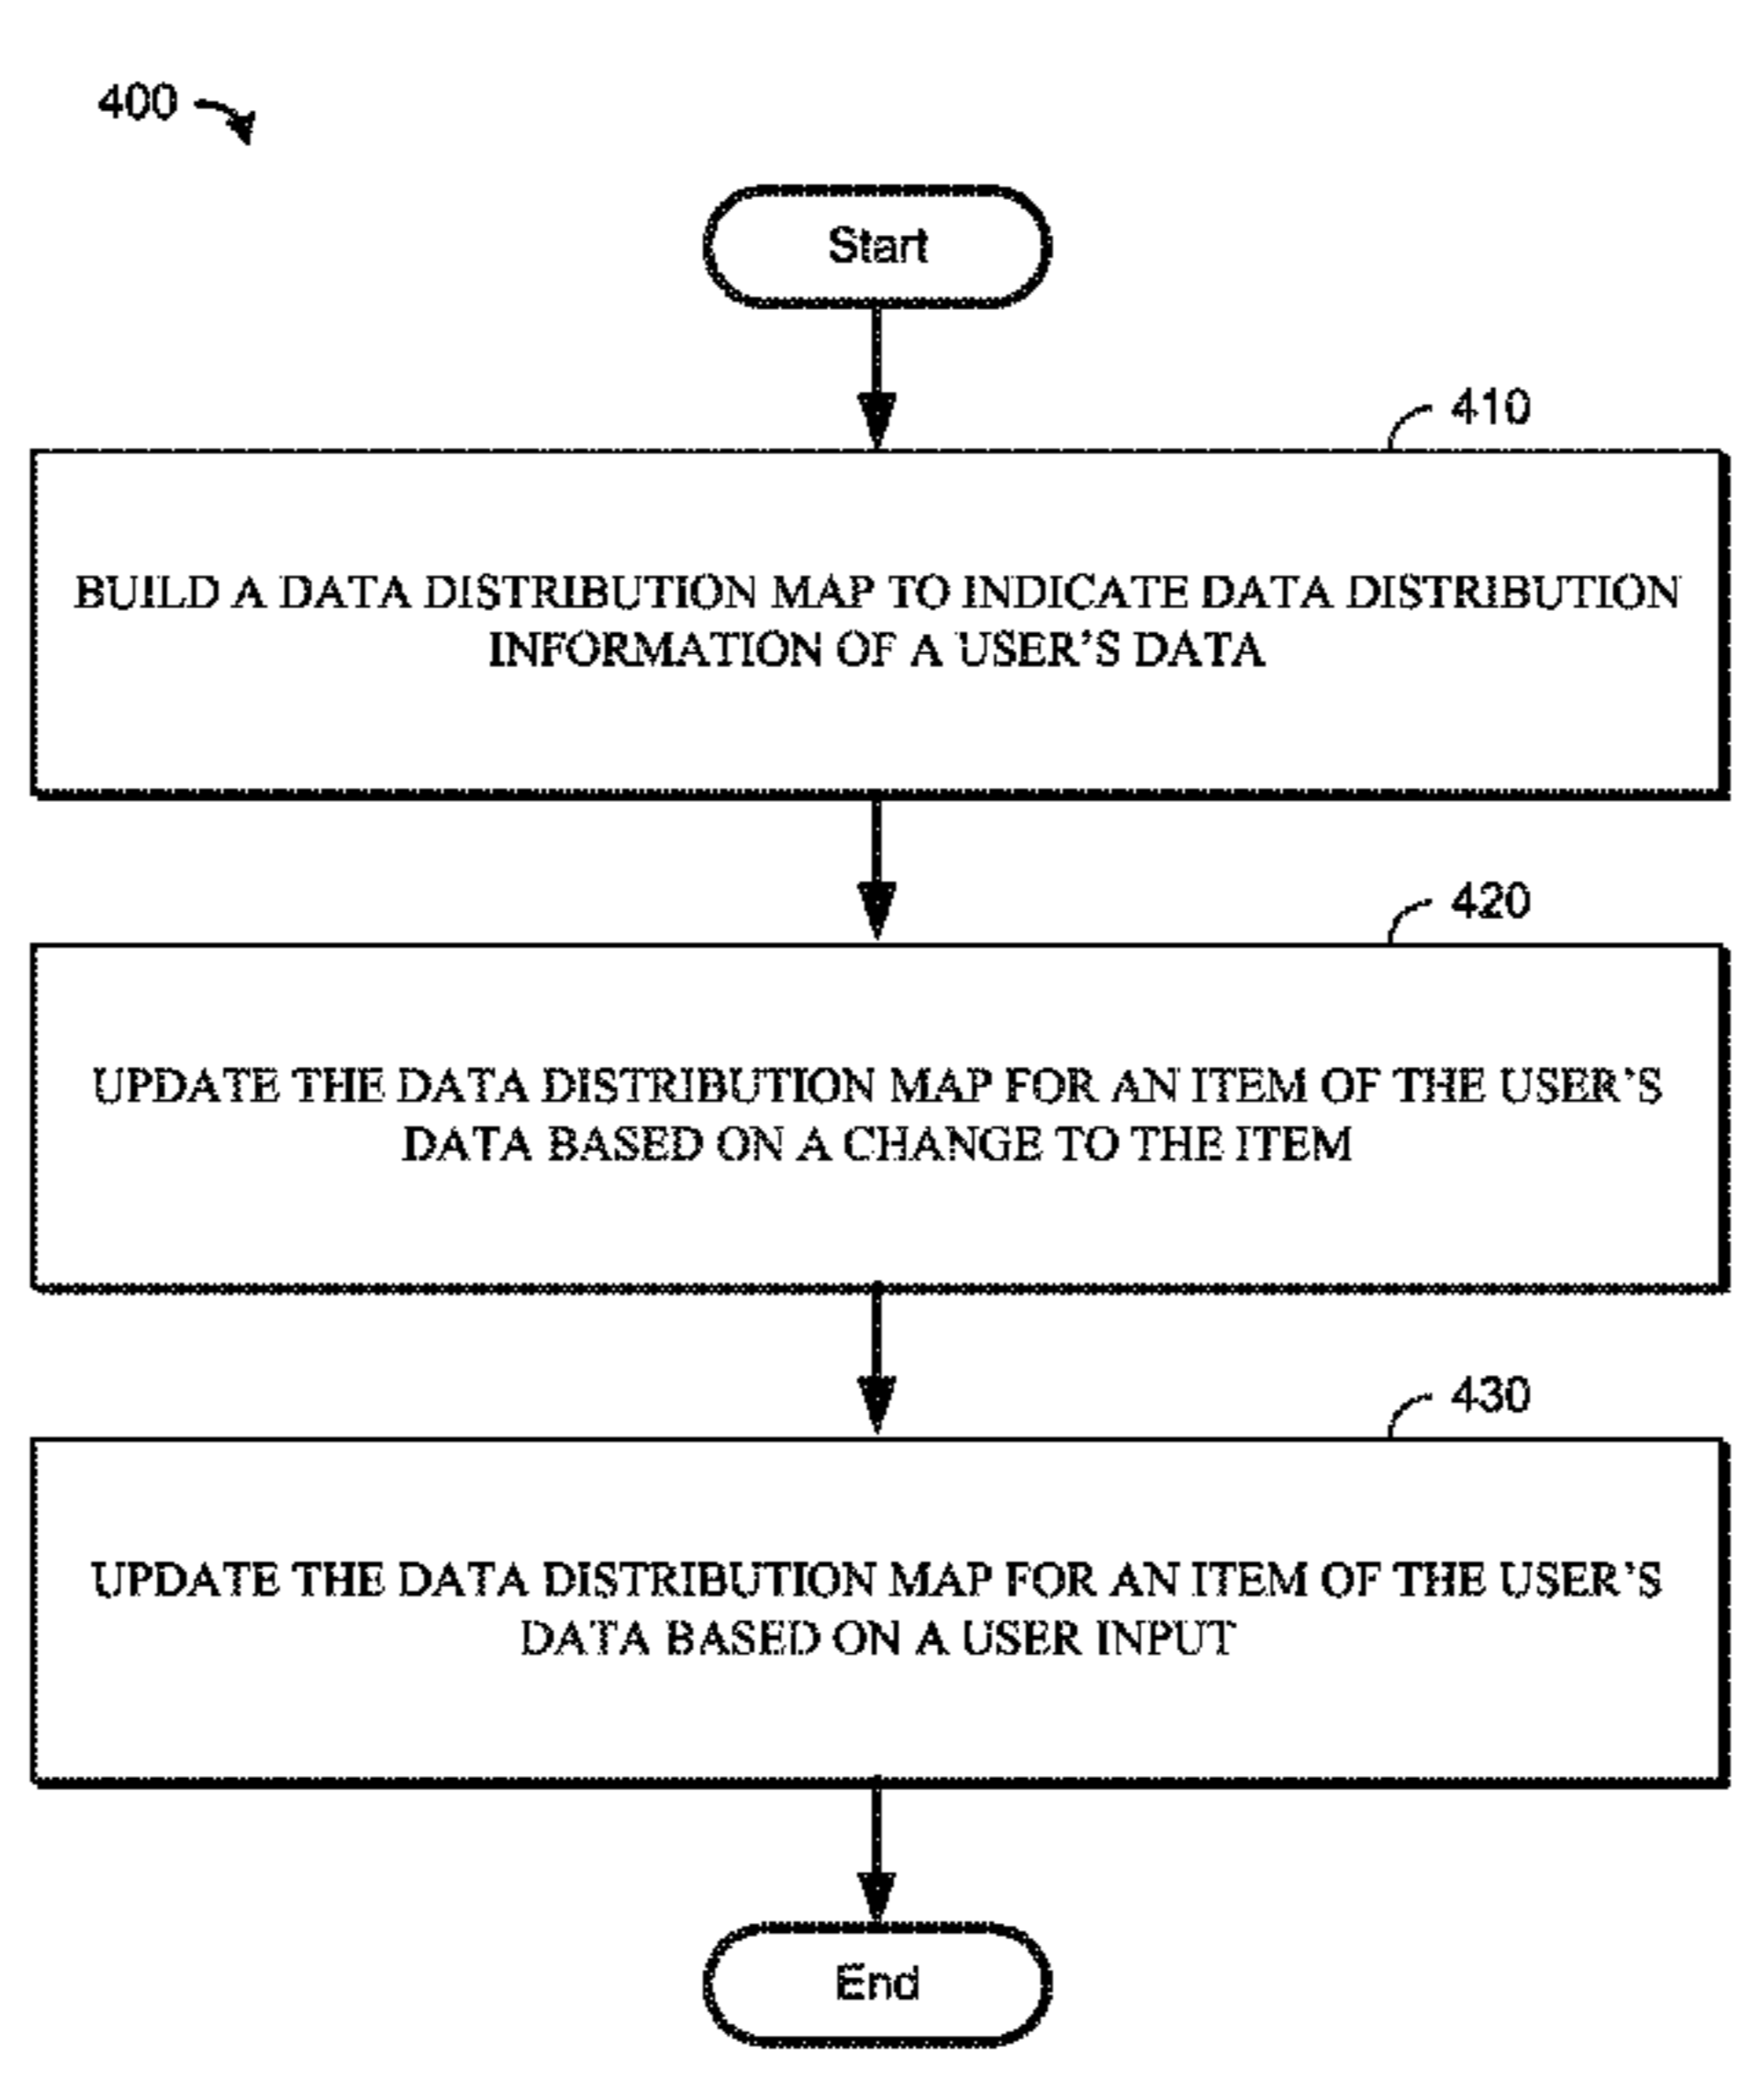 400
Start
410
BUILD A DATA DISTRIBUTION MAP TO INDICATE DATA DISTRIBUTION
INFORMATION OF A USER'S DATA
420
UPDATE THE DATA DISTRIBUTION MAP FOR AN ITEM OF THE USER'S
DATA BASED ON A CHANGE TO THE ITEM
430
UPDATE THE DATA DISTRIBUTION MAP FOR AN ITEM OF THE USER'S
DATA BASED ON A USER INPUT
End